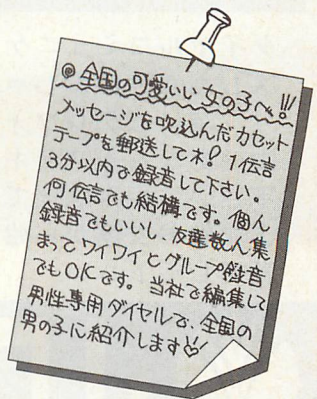 ◎全国の可愛いい女の子へ!!
メッセージを吹込んだカセット
テープを郵送してネ? 1伝言
3分以内で録音して下さい。
何伝言でも結構です。個人
録音でもいいし、友達数人集
まってワイワイとグループ録音
でもOKです。当社で編集して
男性専用ダイヤルで、全国の
男の子に紹介します